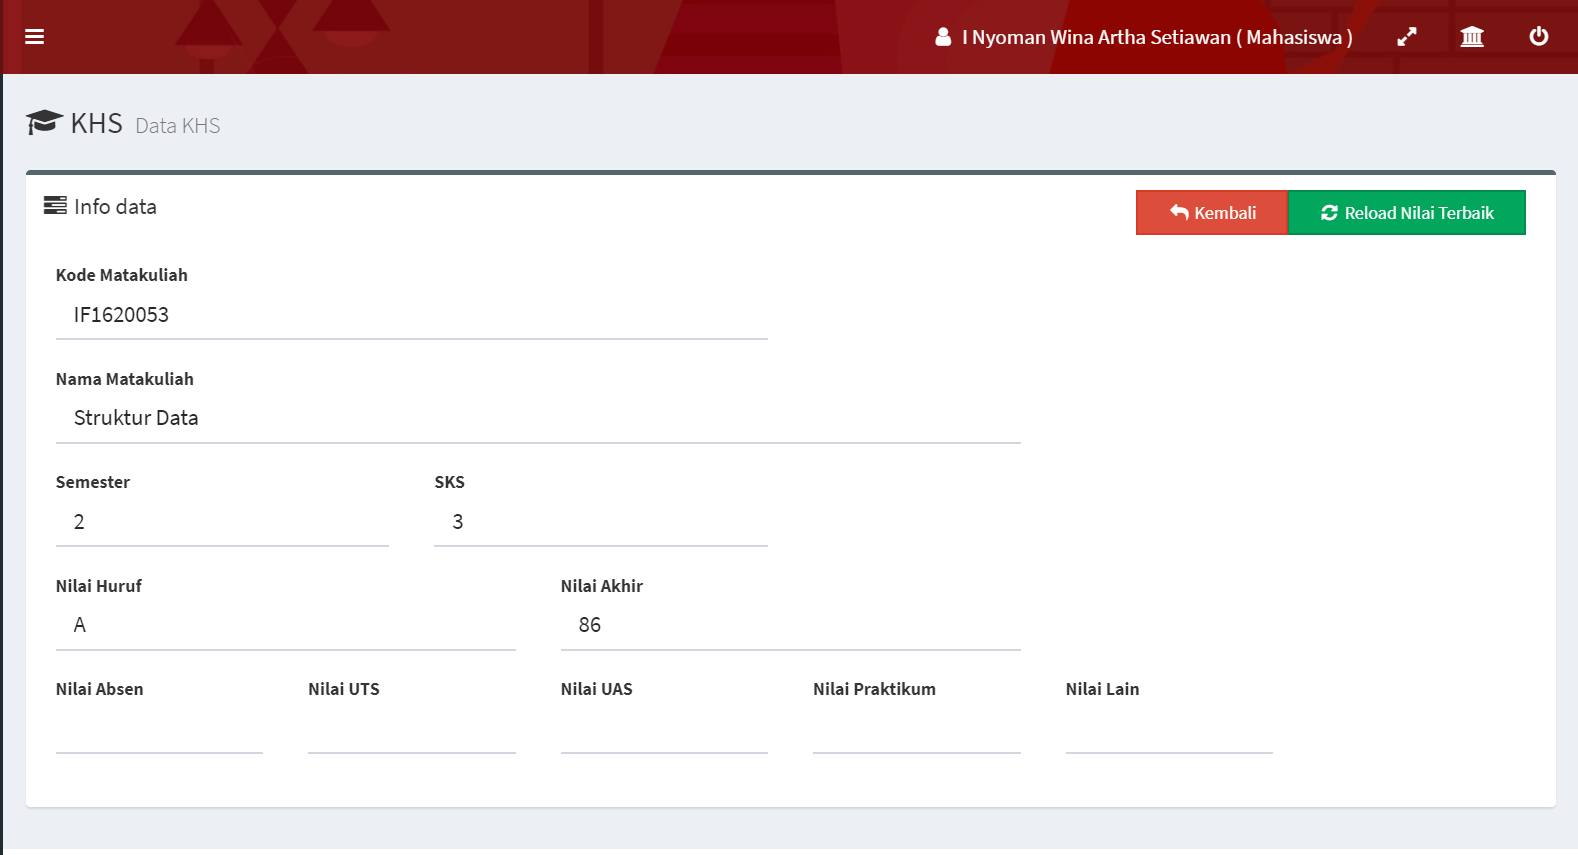 I Nyoman Wina Artha Setiawan ( Mahasiswa )
KHS Data KHS
Info data
Kembali
Reload Nilai Terbaik
Kode Matakuliah
IF1620053
Nama Matakuliah
Struktur Data
Semester SKS
2 3
Nilai Huruf Nilai Akhir
A 86
Nilai Absen Nilai UTS Nilai UAS Nilai Praktikum Nilai Lain